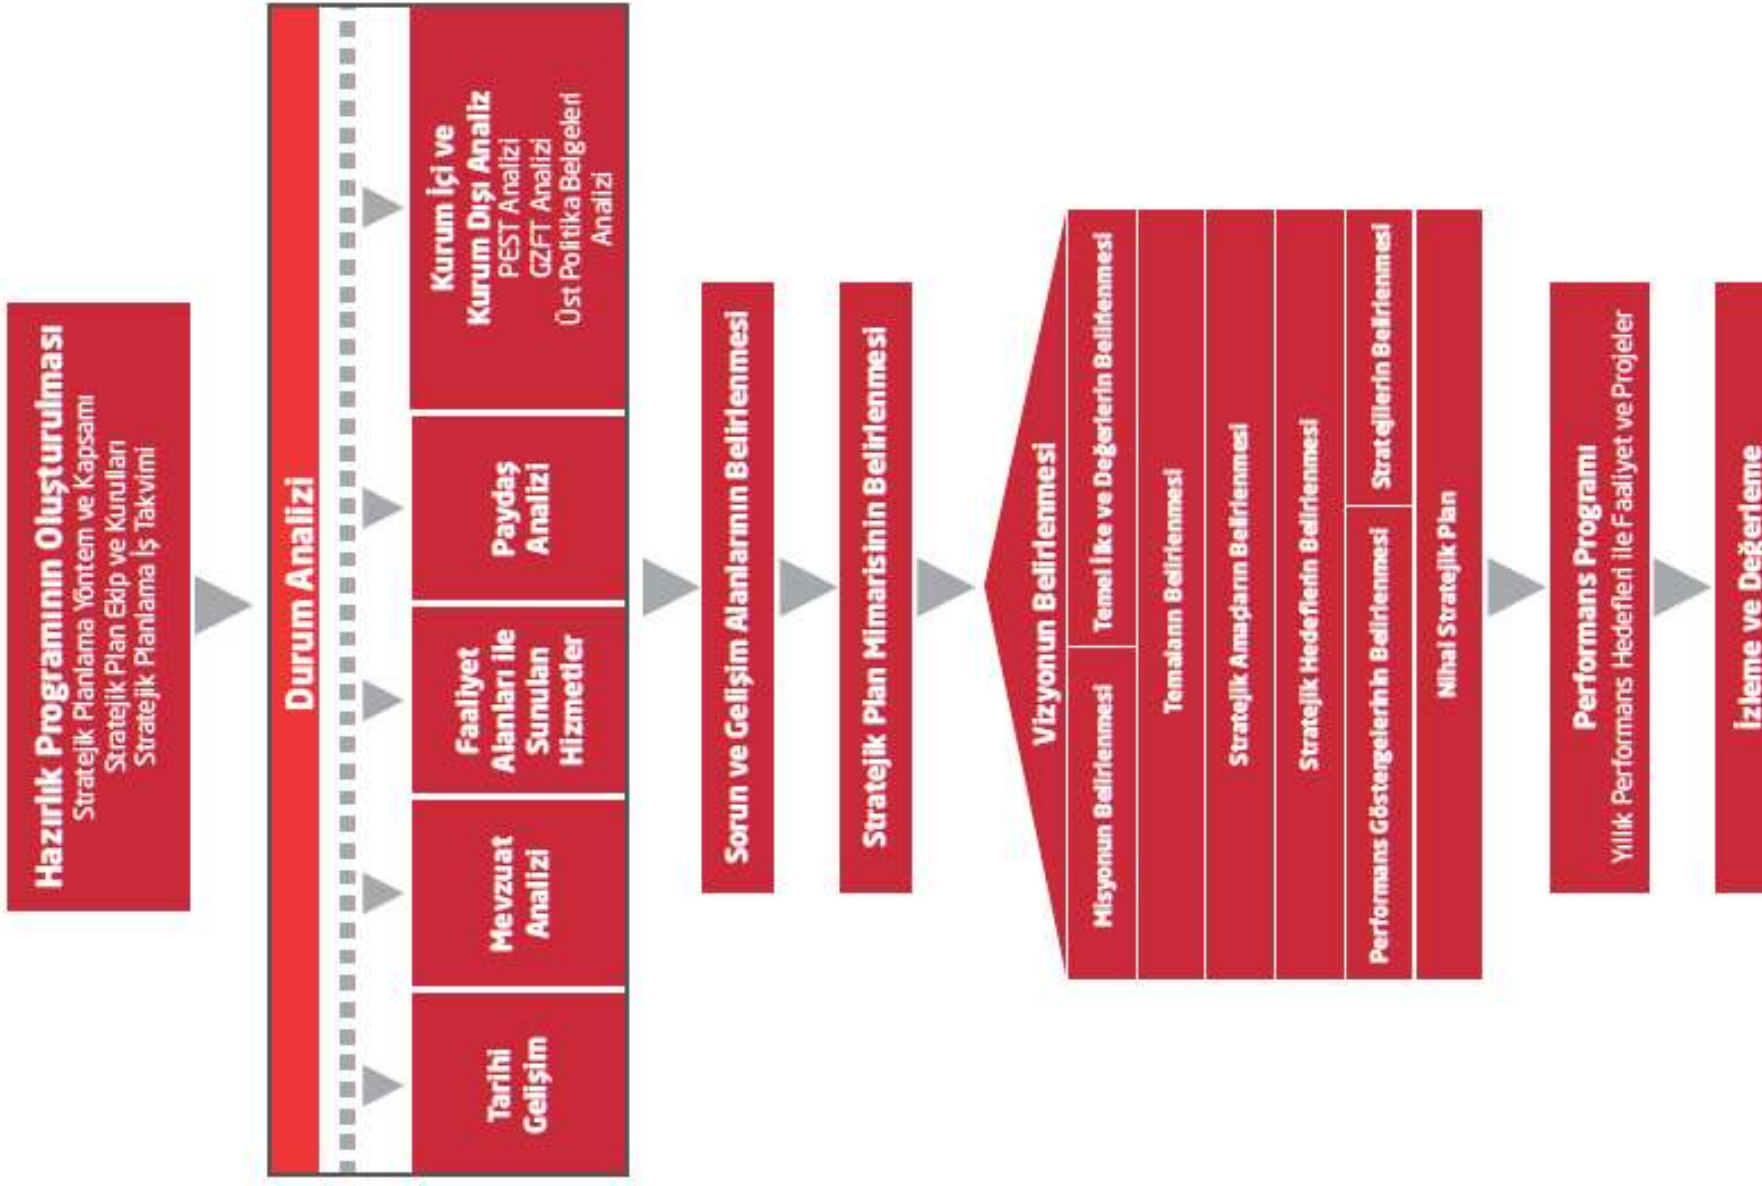 Hazırlık Programının Oluşturulması
Stratejik Planlama Yöntem ve Kapsamı
Stratejik Plan Ekip ve Kurulları
Stratejik Planlama İş Takvimi
Durum Analizi
Tarihi
Gelişim
Mevzuat
Analizi
Faaliyet
Alanları ile
Sunulan
Hizmetler
Paydaş
Analizi
Kurum İçi ve
Kurum Dışı Analiz
PEST Analizi
GZFT Analizi
Üst Politika Belgeleri
Analizi
Sorun ve Gelişim Alanlarının Belirlenmesi
Stratejik Plan Mimarisinin Belirlenmesi
Vizyonun Belirlenmesi
Misyonun Belirlenmesi
Temel İlke ve Değerlerin Belirlenmesi
Temaların Belirlenmesi
Stratejik Amaçların Belirlenmesi
Stratejik Hedeflerin Belirlenmesi
Performans Göstergelerinin Belirlenmesi
Stratejilerin Belirlenmesi
Nihai Stratejik Plan
Performans Programı
Yıllık Performans Hedefleri ile Faaliyet ve Projeler
İzleme ve Değerleme